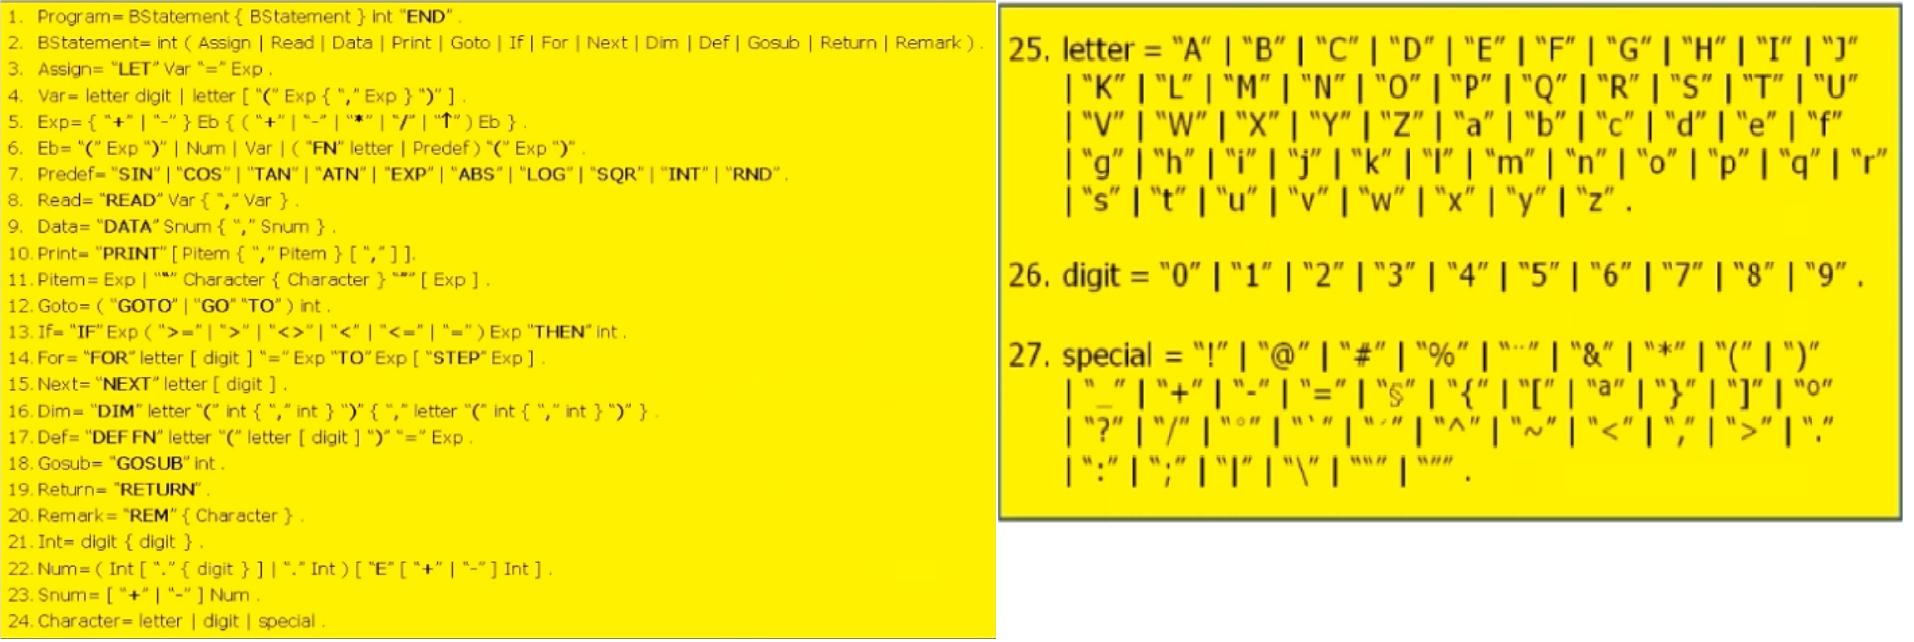 1. Program= BStatement { BStatement } int “END” .
2. BStatement= int ( Assign | Read | Data | Print | Goto | If | For | Next | Dim | Def | Gosub | Return | Remark ) .
3. Assign= “LET” Var “=” Exp .
4. Var= letter digit | letter [ “(” Exp { “,” Exp } “)” ] .
5. Exp= { “+” | “-” } Eb { ( “+” | “-” | “*” | “/” | “↑” ) Eb } .
6. Eb= “(” Exp “)” | Num | Var | ( “FN” letter | Predef ) “(” Exp “)” .
7. Predef= “SIN” | “COS” | “TAN” | “ATN” | “EXP” | “ABS” | “LOG” | “SQR” | “INT” | “RND” .
8. Read= “READ” Var { “,” Var } .
9. Data= “DATA” Snum { “,” Snum } .
10. Print= “PRINT” [ Pitem { “,” Pitem } [ “,” ] ].
11. Pitem= Exp | “““ Character { Character } “”” [ Exp ] .
12. Goto= ( “GOTO” | “GO” “TO” ) int .
13. If= “IF” Exp ( “>=” | “>” | “<>” | “<” | “<=” | “=” ) Exp “THEN” int .
14. For= “FOR” letter [ digit ] “=” Exp “TO” Exp [ “STEP” Exp ] .
15. Next= “NEXT” letter [ digit ] .
16. Dim= “DIM” letter “(” int { “,” int } “)” { “,” letter “(” int { “,” int } “)” } .
17. Def= “DEF FN” letter “(” letter [ digit ] “)” “=” Exp .
18. Gosub= “GOSUB” int .
19. Return= “RETURN” .
20. Remark= “REM” { Character } .
21. Int= digit { digit } .
22. Num= ( Int [ “.” { digit } ] | “.” Int ) [ “E” [ “+” | “-” ] Int ] .
23. Snum= [ “+” | “-” ] Num .
24. Character= letter | digit | special .
25. letter = “A” | “B” | “C” | “D” | “E” | “F” | “G” | “H” | “I” | “J”
| “K” | “L” | “M” | “N” | “O” | “P” | “Q” | “R” | “S” | “T” | “U”
| “V” | “W” | “X” | “Y” | “Z” | “a” | “b” | “c” | “d” | “e” | “f”
| “g” | “h” | “i” | “j” | “k” | “l” | “m” | “n” | “o” | “p” | “q” | “r”
| “s” | “t” | “u” | “v” | “w” | “x” | “y” | “z” .
26. digit = “0” | “1” | “2” | “3” | “4” | “5” | “6” | “7” | “8” | “9” .
27. special = “!” | “@” | “#” | “%” | “¨” | “&” | “*” | “(” | “)”
| “_” | “+” | “-” | “=” | “§” | “{” | “[” | “ª” | “}” | “]” | “º”
| “?” | “/” | “°” | “`” | “´” | “^” | “~” | “<” | “,” | “>” | “.”
| “:” | “;” | “|” | “\” | ““” | “”” .